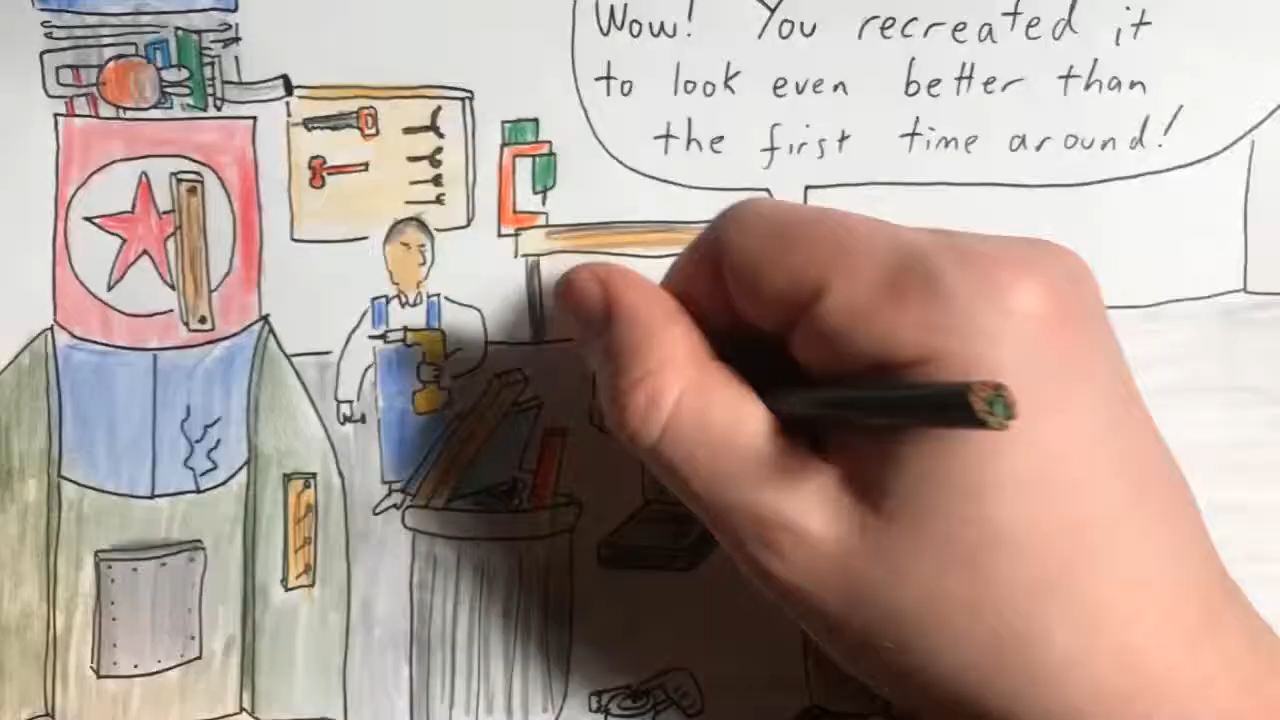 Wow! You recreated it
to look even better than
the first time around!